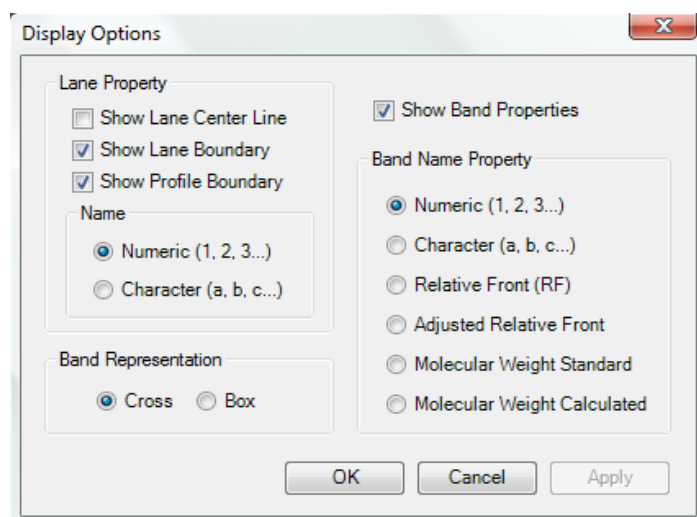 Display Options
Lane Property
Show Lane Center Line
Show Lane Boundary
Show Profile Boundary
Name
Numeric (1, 2, 3...)
Character (a, b, c...)
Band Representation
Cross
Box
Show Band Properties
Band Name Property
Numeric (1, 2, 3...)
Character (a, b, c...)
Relative Front (RF)
Adjusted Relative Front
Molecular Weight Standard
Molecular Weight Calculated
OK
Cancel
Apply